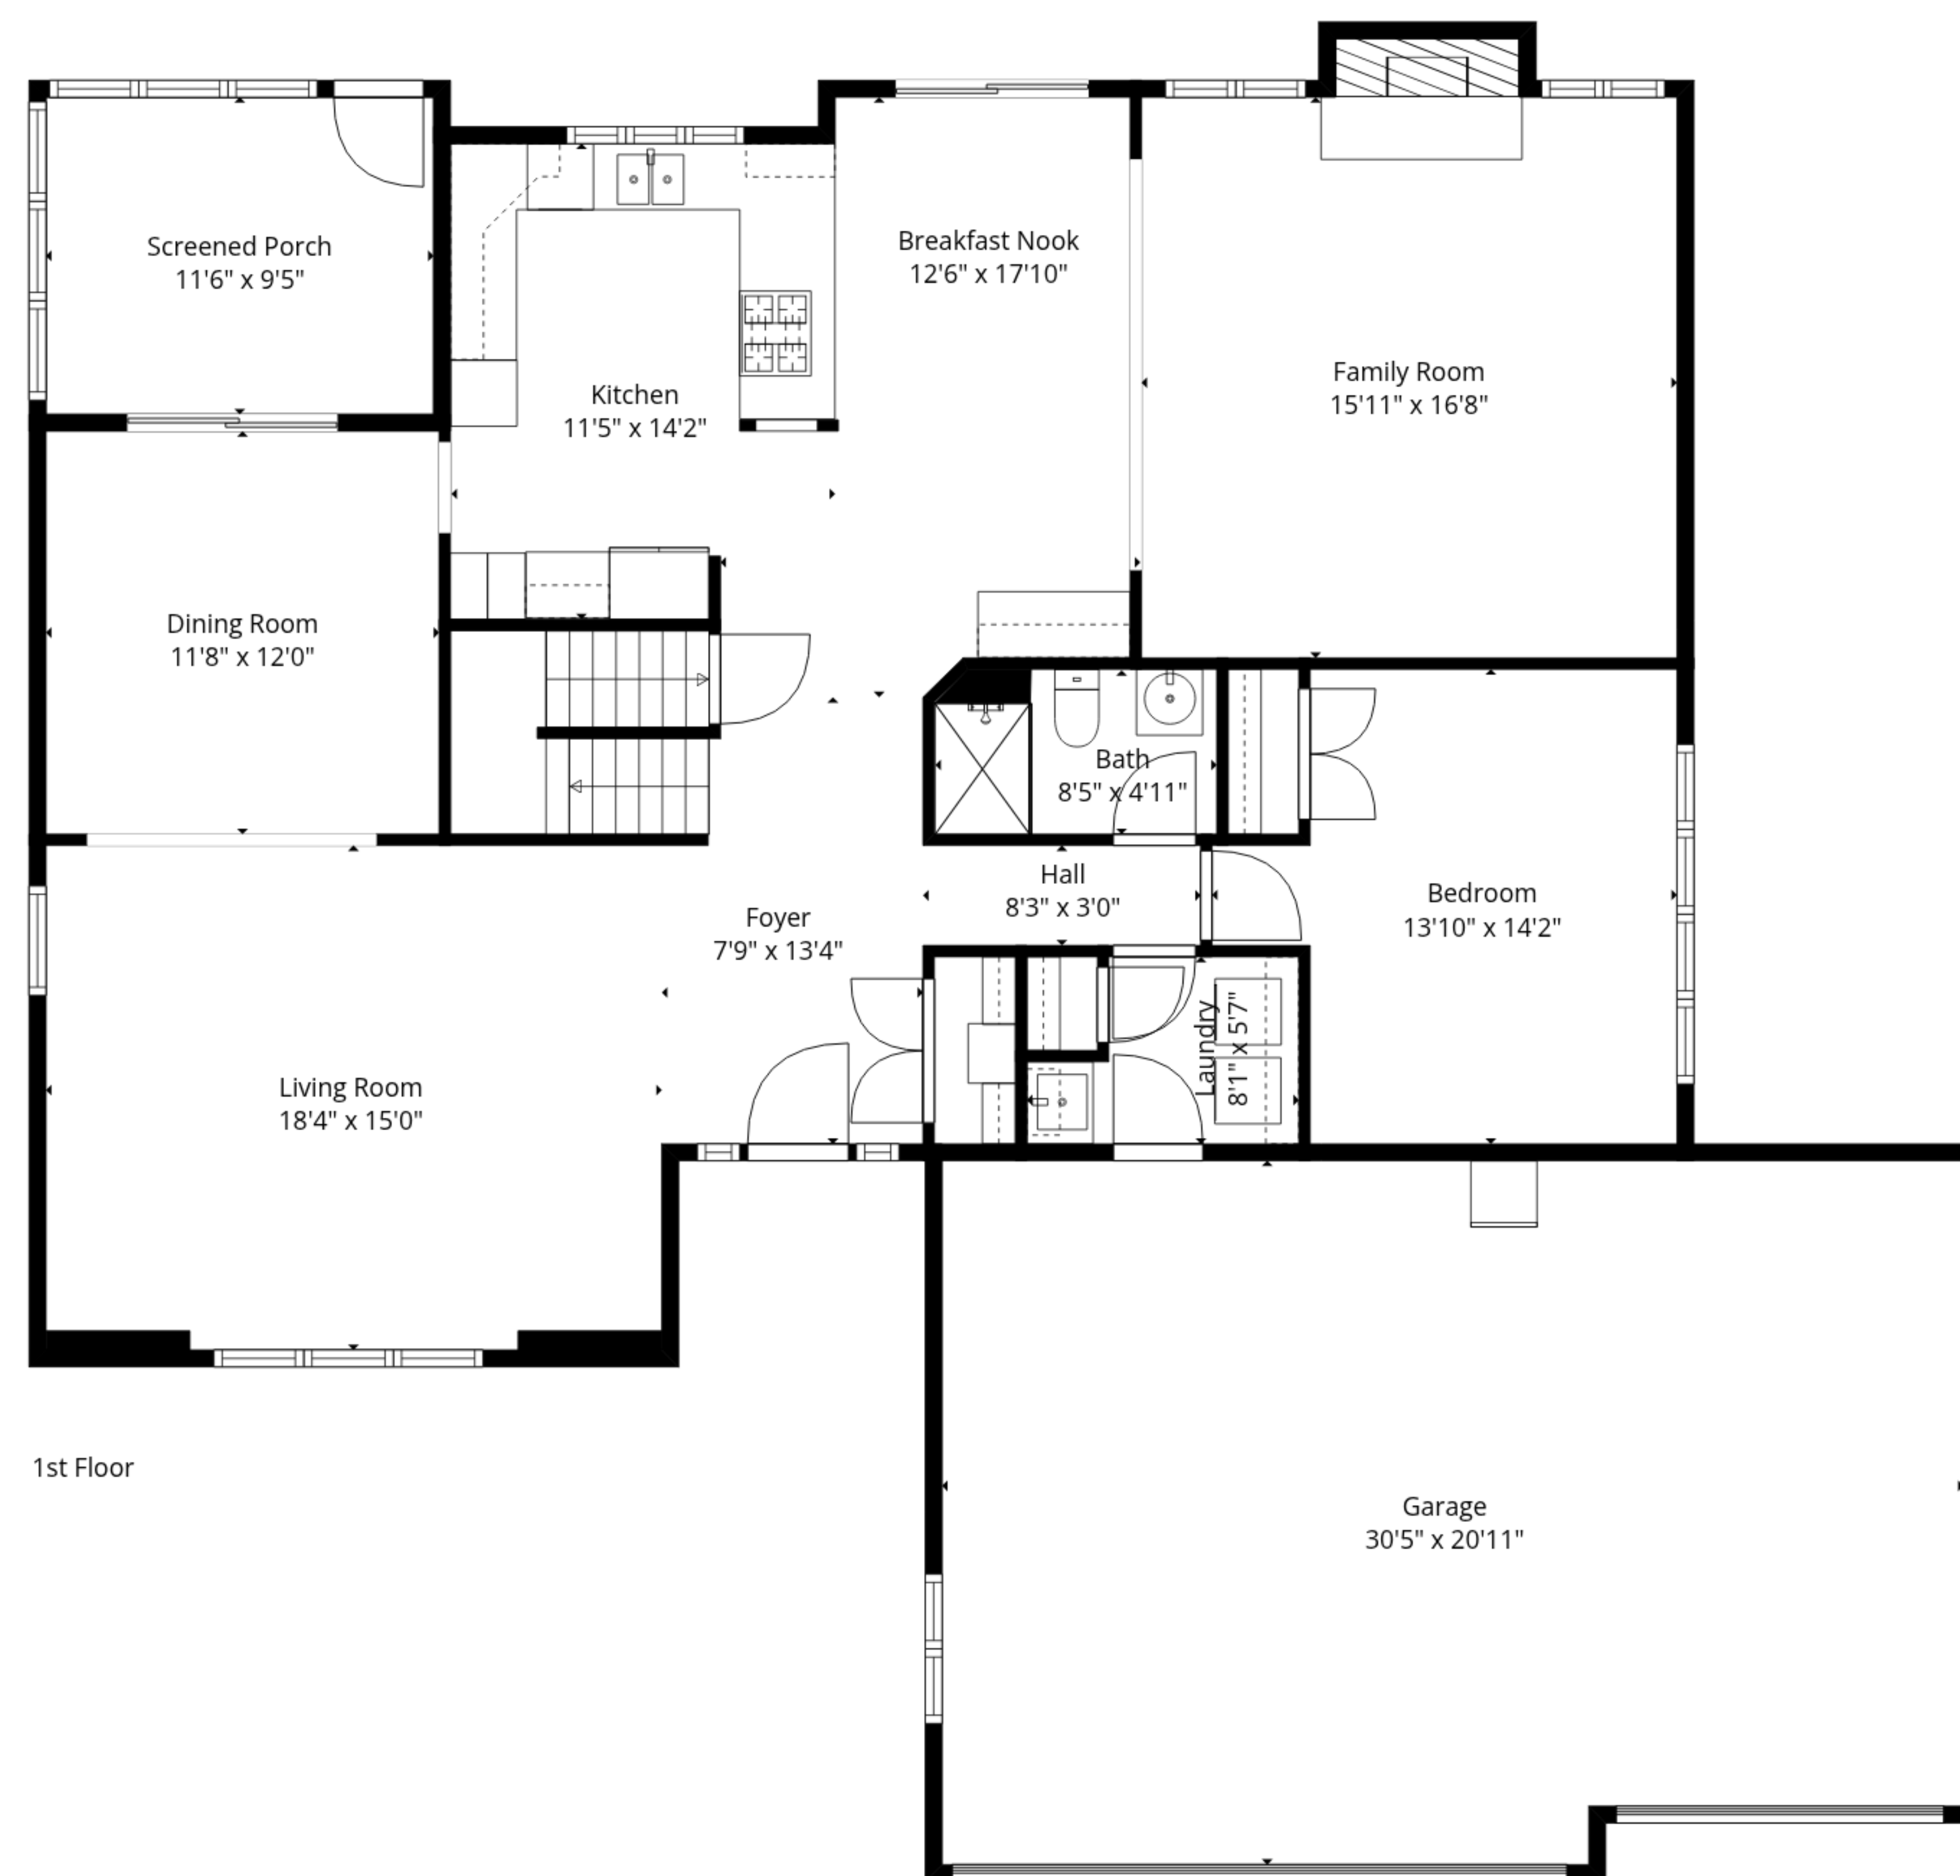 Screened Porch
11'6" x 9'5"
Breakfast Nook
12'6" x 17'10"
Kitchen
11'5" x 14'2"
Family Room
15'11" x 16'8"
Dining Room
11'8" x 12'0"
Bath
8'5" x 4'11"
Hall
8'3" x 3'0"
Bedroom
13'10" x 14'2"
Foyer
7'9" x 13'4"
Laundry
8'1" x 5'7"
Living Room
18'4" x 15'0"
1st Floor
Garage
30'5" x 20'11"